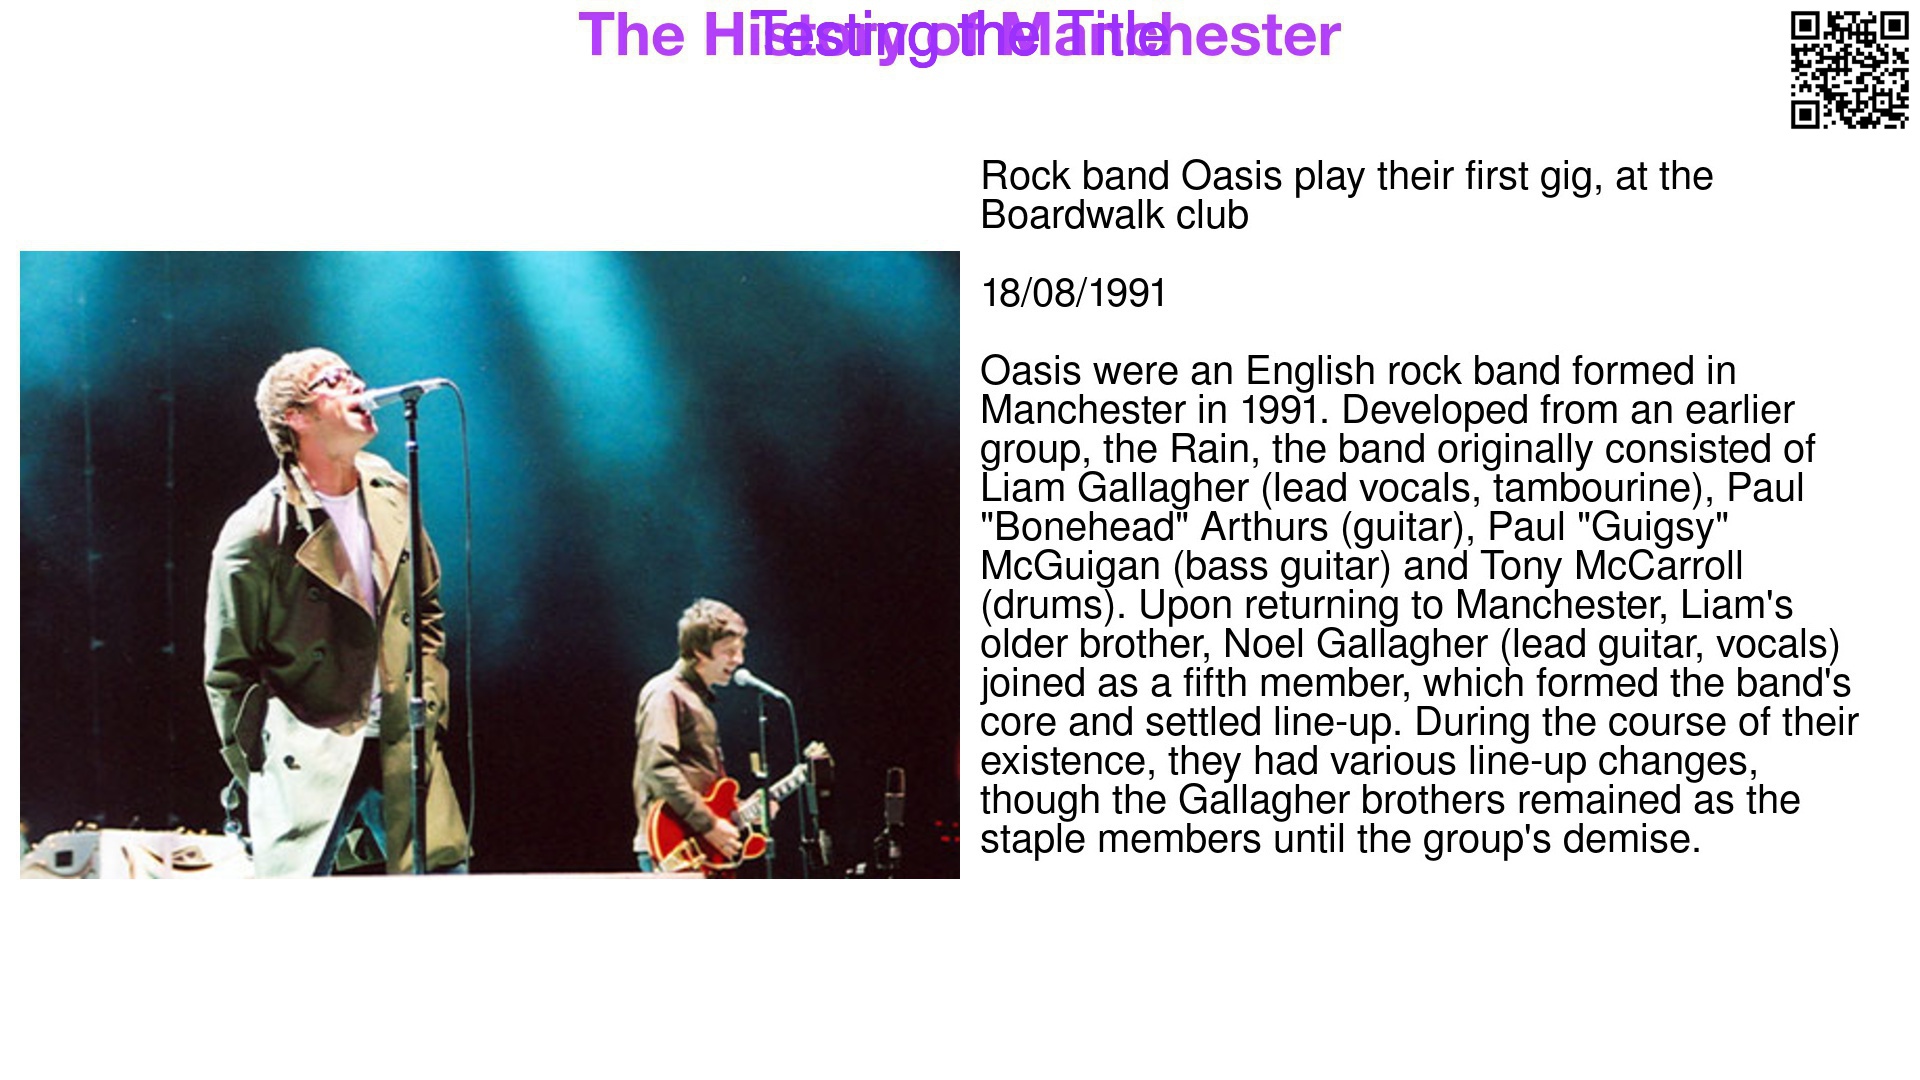 The History of Manchester
Testing the Title
Rock band Oasis play their first gig, at the
Boardwalk club
18/08/1991
Oasis were an English rock band formed in
Manchester in 1991. Developed from an earlier
group, the Rain, the band originally consisted of
Liam Gallagher (lead vocals, tambourine), Paul
"Bonehead" Arthurs (guitar), Paul "Guigsy"
McGuigan (bass guitar) and Tony McCarroll
(drums). Upon returning to Manchester, Liam's
older brother, Noel Gallagher (lead guitar, vocals)
joined as a fifth member, which formed the band's
core and settled line-up. During the course of their
existence, they had various line-up changes,
though the Gallagher brothers remained as the
staple members until the group's demise.